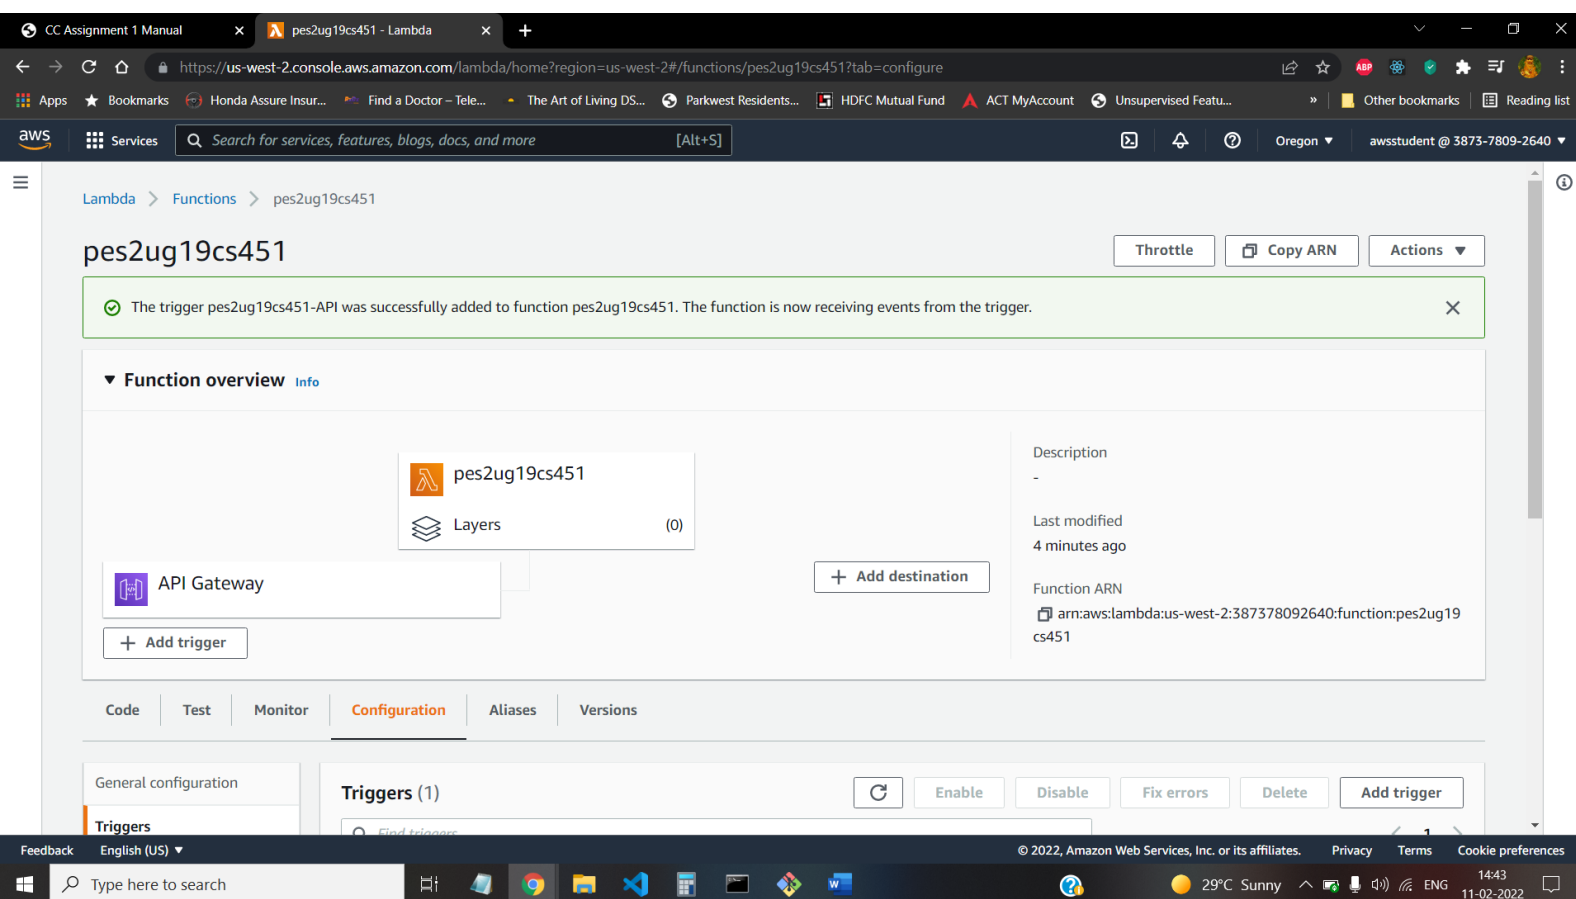 CC Assignment 1 Manual
pes2ug19cs451 - Lambda
https://us-west-2.console.aws.amazon.com/lambda/home?region=us-west-2#/functions/pes2ug19cs451?tab=configure
ABP
Apps Bookmarks Honda Assure Insur... Find a Doctor – Tele... The Art of Living DS... Parkwest Residents... HDFC Mutual Fund ACT MyAccount Unsupervised Featu... » Other bookmarks Reading list
aws Services Search for services, features, blogs, docs, and more [Alt+S] Oregon awsstudent @ 3873-7809-2640
Lambda Functions pes2ug19cs451
pes2ug19cs451
Throttle Copy ARN Actions
The trigger pes2ug19cs451-API was successfully added to function pes2ug19cs451. The function is now receiving events from the trigger.
Function overview Info
pes2ug19cs451
Layers (0)
API Gateway
+ Add trigger
+ Add destination
Description
-
Last modified
4 minutes ago
Function ARN
arn:aws:lambda:us-west-2:387378092640:function:pes2ug19
cs451
Code Test Monitor Configuration Aliases Versions
General configuration
Triggers
Triggers (1)
Enable Disable Fix errors Delete Add trigger
Find triggers
1
Feedback English (US) © 2022, Amazon Web Services, Inc. or its affiliates. Privacy Terms Cookie preferences
Type here to search
29°C Sunny ENG
14:43
11-02-2022